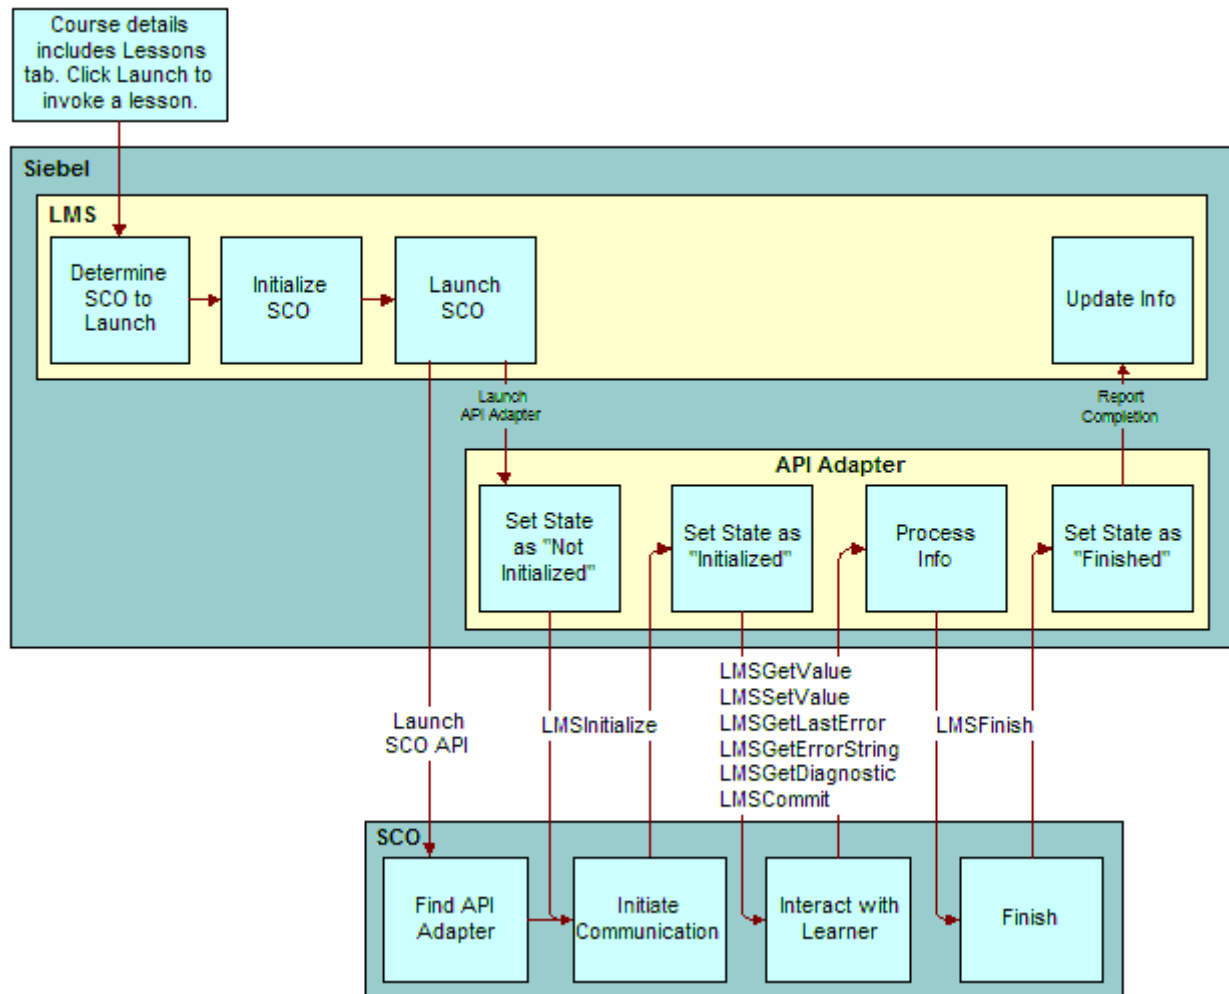 Course details
includes Lessons
tab. Click Launch to
invoke a lesson.
Siebel
LMS
Determine
SCO to
Launch
Initialize
SCO
Launch
SCO
Update Info
Launch
API Adapter
Report
Completion
API Adapter
Set State
as "Not
Initialized"
Set State as
"Initialized"
Process
Info
Set State as
"Finished"
Launch
SCO API
LMSInitialize
LMSGetValue
LMSSetValue
LMSGetLastError
LMSGetErrorString
LMSGetDiagnostic
LMSCommit
LMSFinish
SCO
Find API
Adapter
Initiate
Communication
Interact with
Learner
Finish